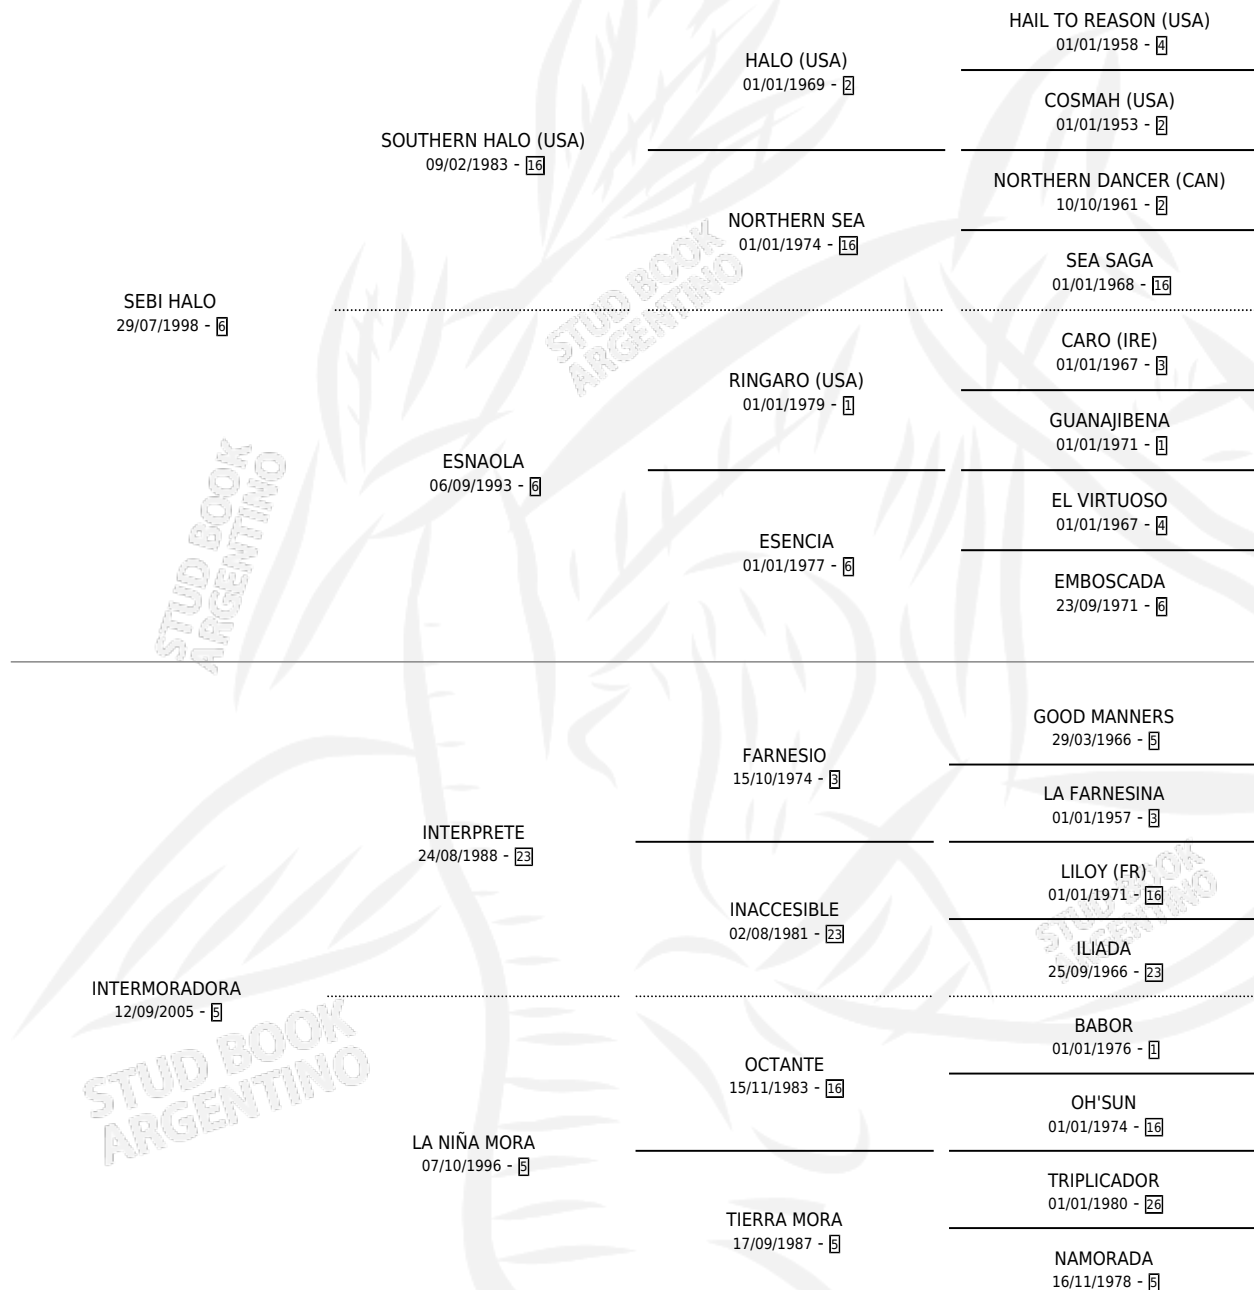 HAIL TO REASON (USA)
01/01/1958 - 4
HALO (USA)
01/01/1969 - 2
COSMAH (USA)
01/01/1953 - 2
SOUTHERN HALO (USA)
09/02/1983 - 16
NORTHERN DANCER (CAN)
10/10/1961 - 2
NORTHERN SEA
01/01/1974 - 16
SEA SAGA
01/01/1968 - 16
SEBI HALO
29/07/1998 - 6
CARO (IRE)
01/01/1967 - 3
RINGARO (USA)
01/01/1979 - 1
GUANAJIBENA
01/01/1971 - 1
ESNAOLA
06/09/1993 - 6
EL VIRTUOSO
01/01/1967 - 4
ESENCIA
01/01/1977 - 6
EMBOSCADA
23/09/1971 - 6
GOOD MANNERS
29/03/1966 - 5
FARNESIO
15/10/1974 - 3
LA FARNESINA
01/01/1957 - 3
INTERPRETE
24/08/1988 - 23
LILOY (FR)
01/01/1971 - 16
INACCESIBLE
02/08/1981 - 23
ILIADA
25/09/1966 - 23
INTERMORADORA
12/09/2005 - 5
BABOR
01/01/1976 - 1
OCTANTE
15/11/1983 - 16
OH'SUN
01/01/1974 - 16
LA NIÑA MORA
07/10/1996 - 5
TRIPLICADOR
01/01/1980 - 26
TIERRA MORA
17/09/1987 - 5
NAMORADA
16/11/1978 - 5
STUD BOOK
ARGENTINO
STUD BOOK
ARGENTINO
STUD BOOK
ARGENTINO
STUD BOOK
ARGENTINO